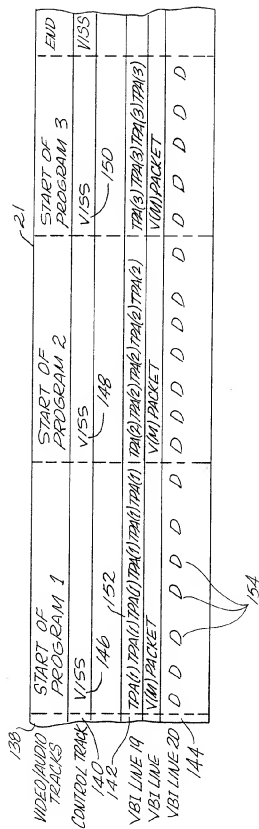 138
21
VIDEO/AUDIO TRACKS
START OF PROGRAM 1
START OF PROGRAM 2
START OF PROGRAM 3
END
CONTROL TRACK
VISS
VISS
VISS
VISS
140
146
148
150
142
152
VBI LINE 19
TPA(1) TPA(1) TPA(1) TPA(1) TPA(1)
TPA(2) TPA(2) TPA(2) TPA(2) TPA(2)
TPA(3) TPA(3) TPA(3) TPA(3)
VBI LINE
V(M) PACKET
V(M) PACKET
V(M) PACKET
VBI LINE 20
D D D D D D D
D D D D D D D
D D D D D
144
154